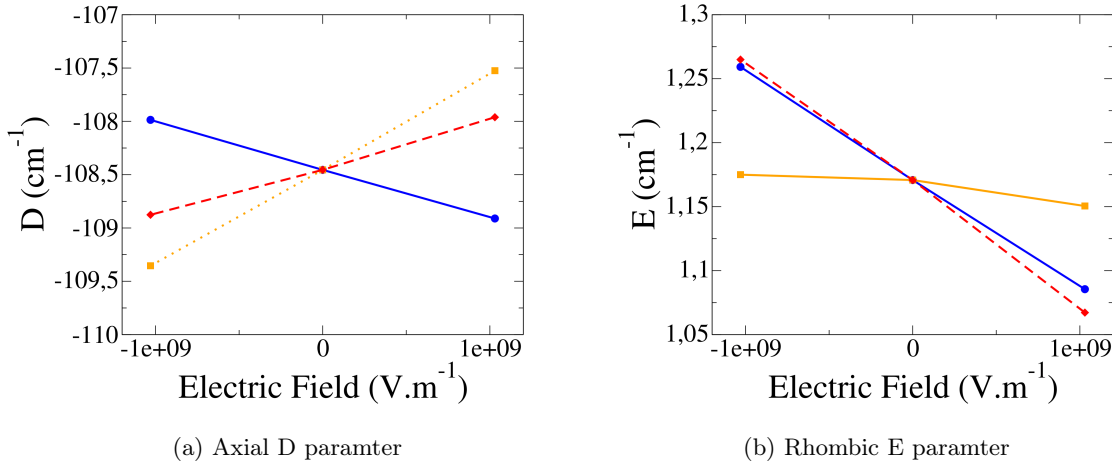 -107
-107,5
-108
-108,5
-109
-109,5
-110
D (cm-1)
-1e+09 0 1e+09
Electric Field (V.m-1)
(a) Axial D paramter
1,3
1,25
1,2
1,15
1,1
1,05
E (cm-1)
-1e+09 0 1e+09
Electric Field (V.m-1)
(b) Rhombic E paramter